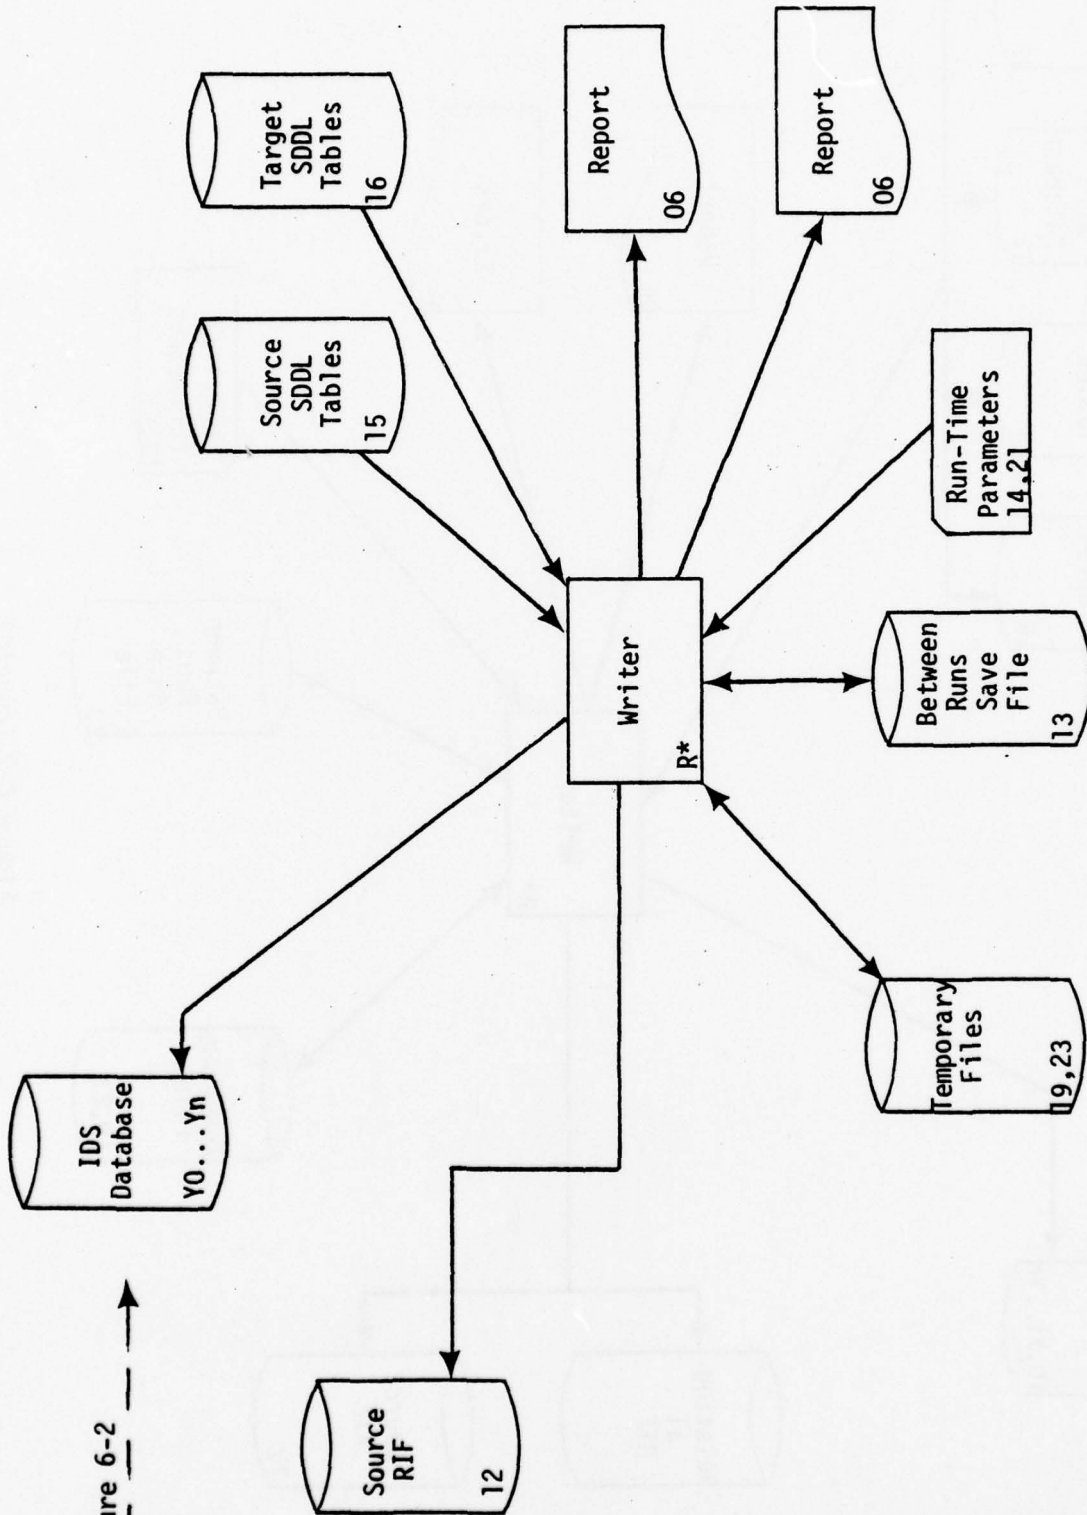 IDS
Database
Y0...Yn
Target
SDDL
Tables
16
Source
SDDL
Tables
15
Report
06
Report
06
Source
RIF
12
Writer
R*
Temporary
Files
19,23
Between
Runs
Save
File
13
Run-Time
Parameters
14,21
ure 6-2